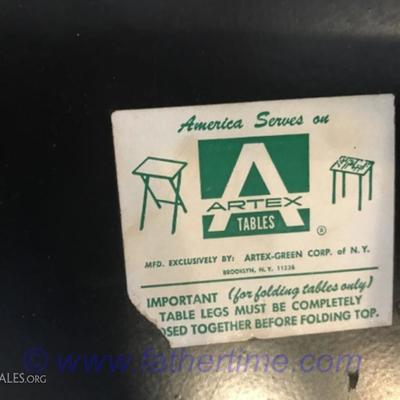 America Serves on
A
ARTEX
TABLES
®
MFD. EXCLUSIVELY BY: ARTEX-GREEN CORP. of N.Y.
BROOKLYN, N.Y. 11236
IMPORTANT (for folding tables only)
TABLE LEGS MUST BE COMPLETELY
OSED TOGETHER BEFORE FOLDING TOP.
© www.fathertime.com
ALES.ORG